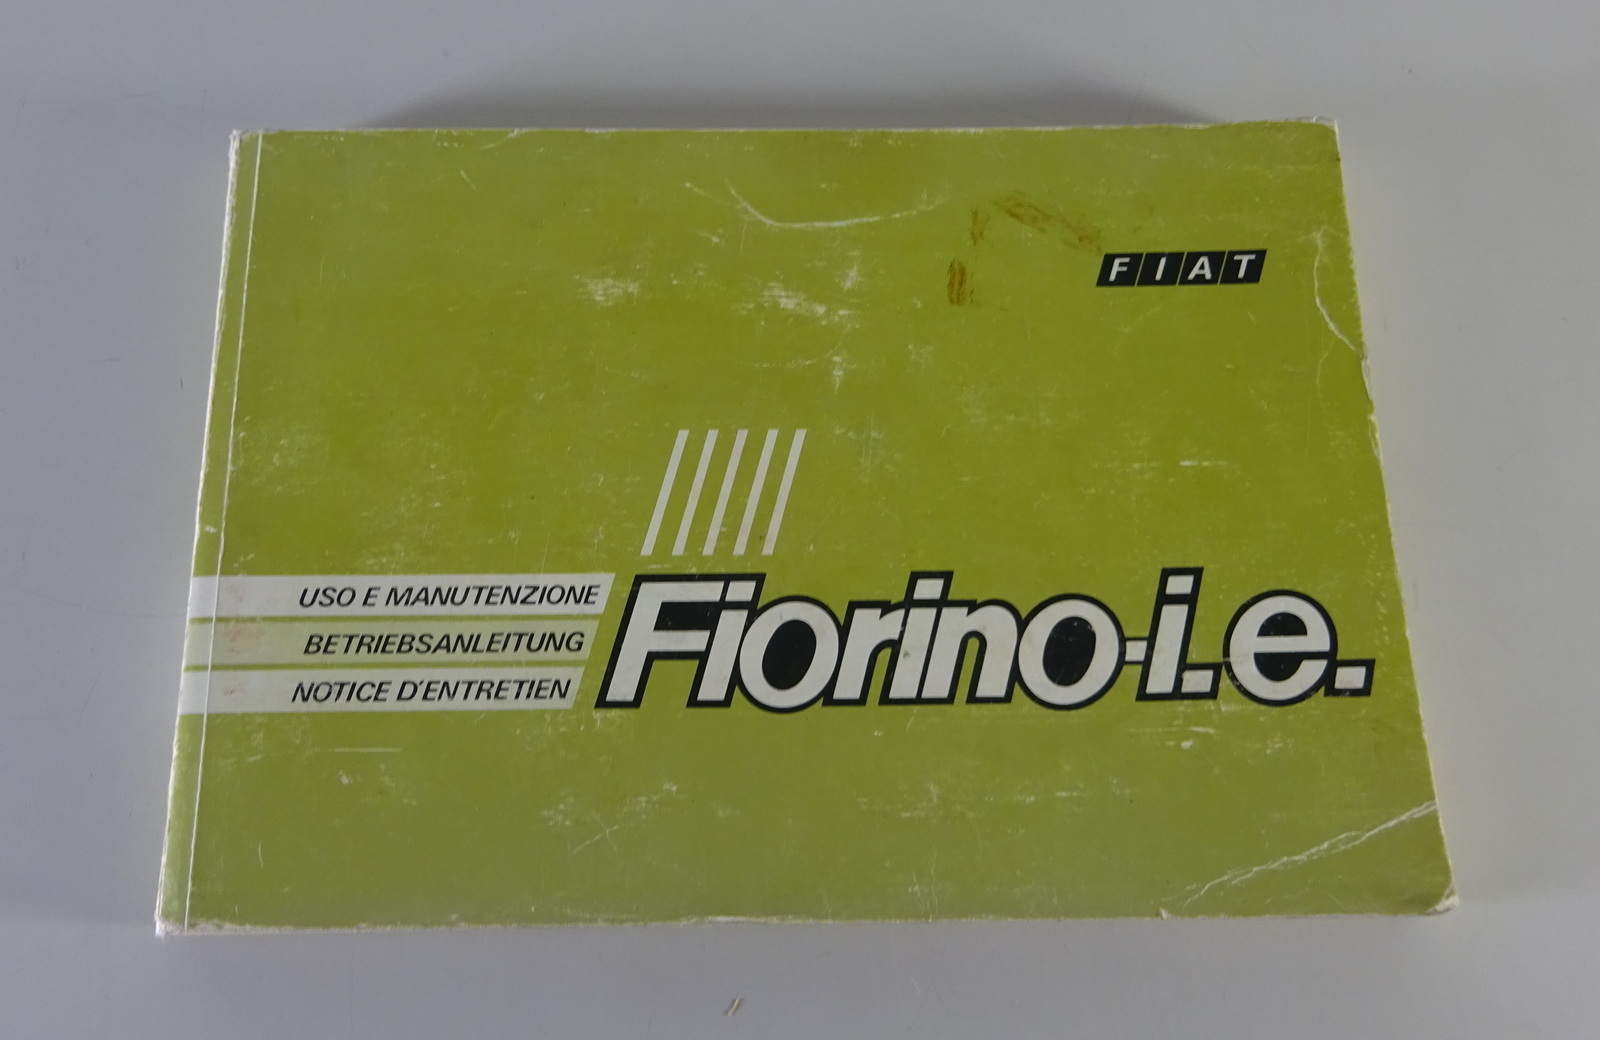 FIAT
USO E MANUTENZIONE
BETRIEBSANLEITUNG
NOTICE D'ENTRETIEN
Fiorino-i.e.